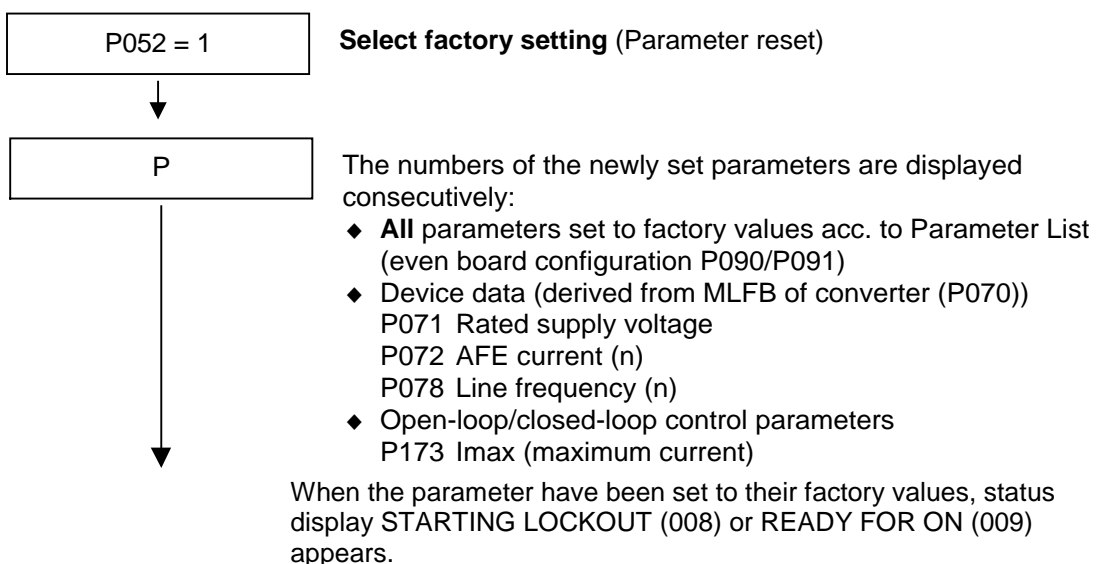 P052 = 1
Select factory setting (Parameter reset)
P
The numbers of the newly set parameters are displayed
consecutively:
◆ All parameters set to factory values acc. to Parameter List
(even board configuration P090/P091)
◆ Device data (derived from MLFB of converter (P070))
P071 Rated supply voltage
P072 AFE current (n)
P078 Line frequency (n)
◆ Open-loop/closed-loop control parameters
P173 Imax (maximum current)
When the parameter have been set to their factory values, status
display STARTING LOCKOUT (008) or READY FOR ON (009)
appears.